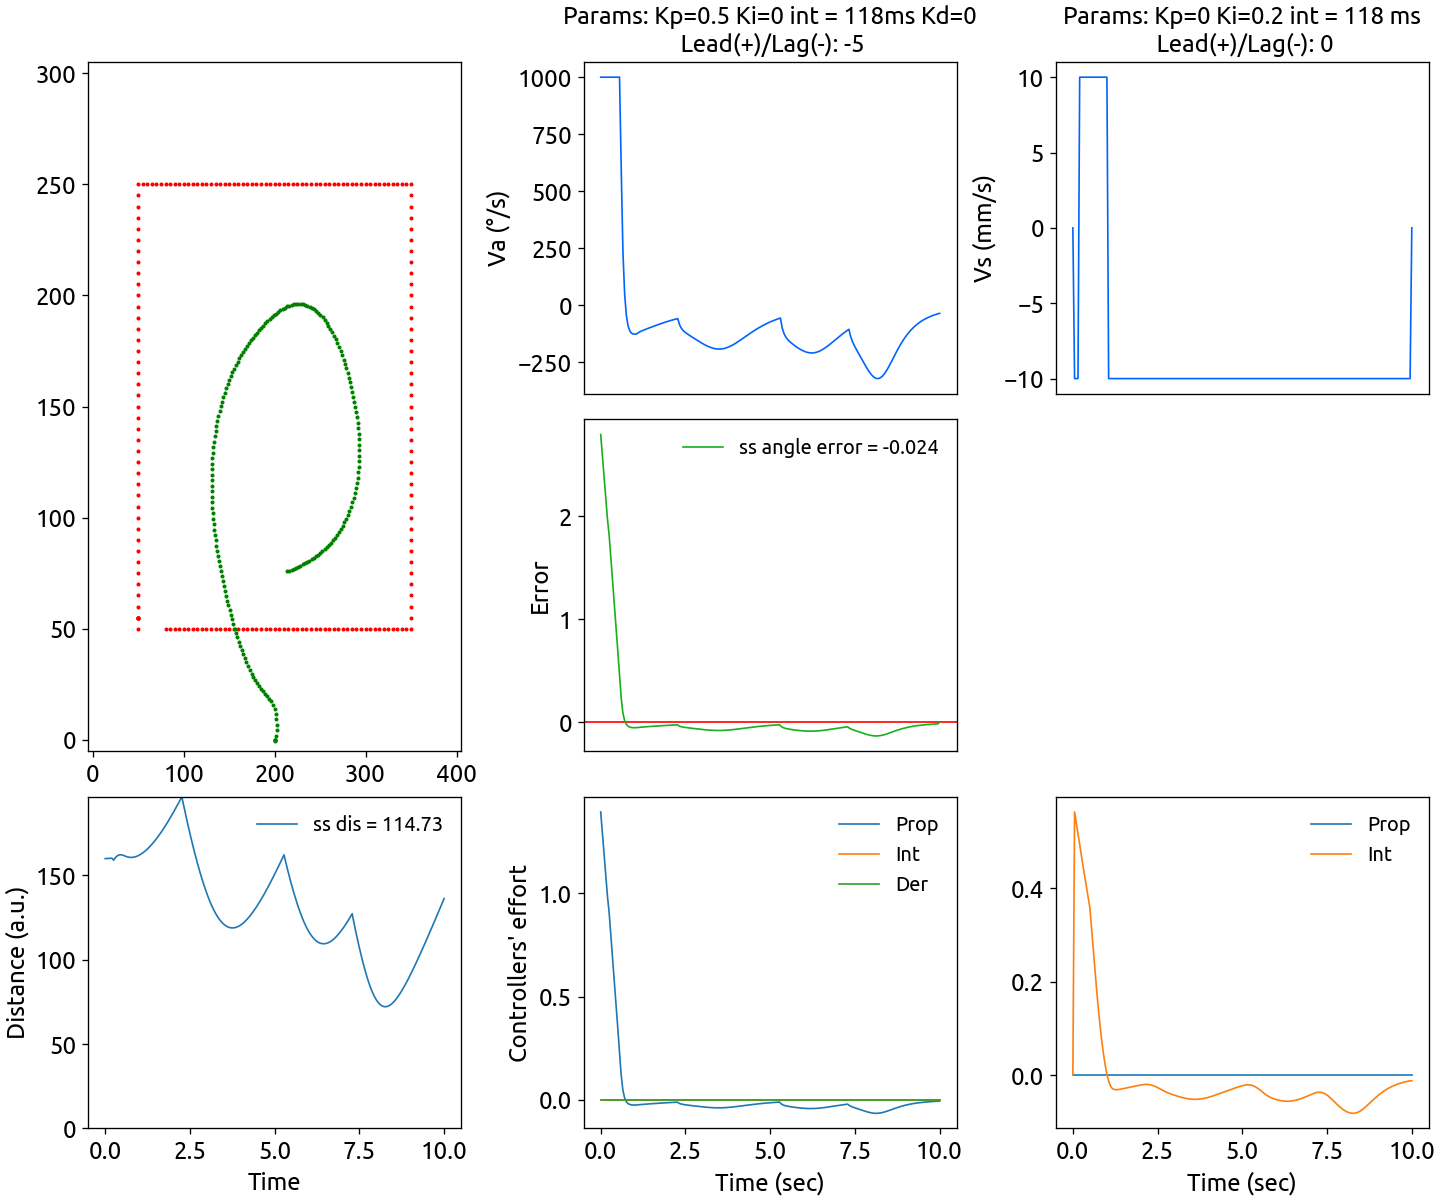 Params: Kp=0.5 Ki=0 int = 118ms Kd=0
Lead(+)/Lag(-): -5
Params: Kp=0 Ki=0.2 int = 118 ms
Lead(+)/Lag(-): 0
300
250
200
150
100
50
0
0 100 200 300 400
Va (°/s)
1000
750
500
250
0
−250
Vs (mm/s)
10
5
0
−5
−10
Error
2
1
0
ss angle error = -0.024
Distance (a.u.)
150
100
50
0
ss dis = 114.73
0.0 2.5 5.0 7.5 10.0
Time
Controllers' effort
1.0
0.5
0.0
Prop
Int
Der
0.0 2.5 5.0 7.5 10.0
Time (sec)
0.4
0.2
0.0
Prop
Int
0.0 2.5 5.0 7.5 10.0
Time (sec)